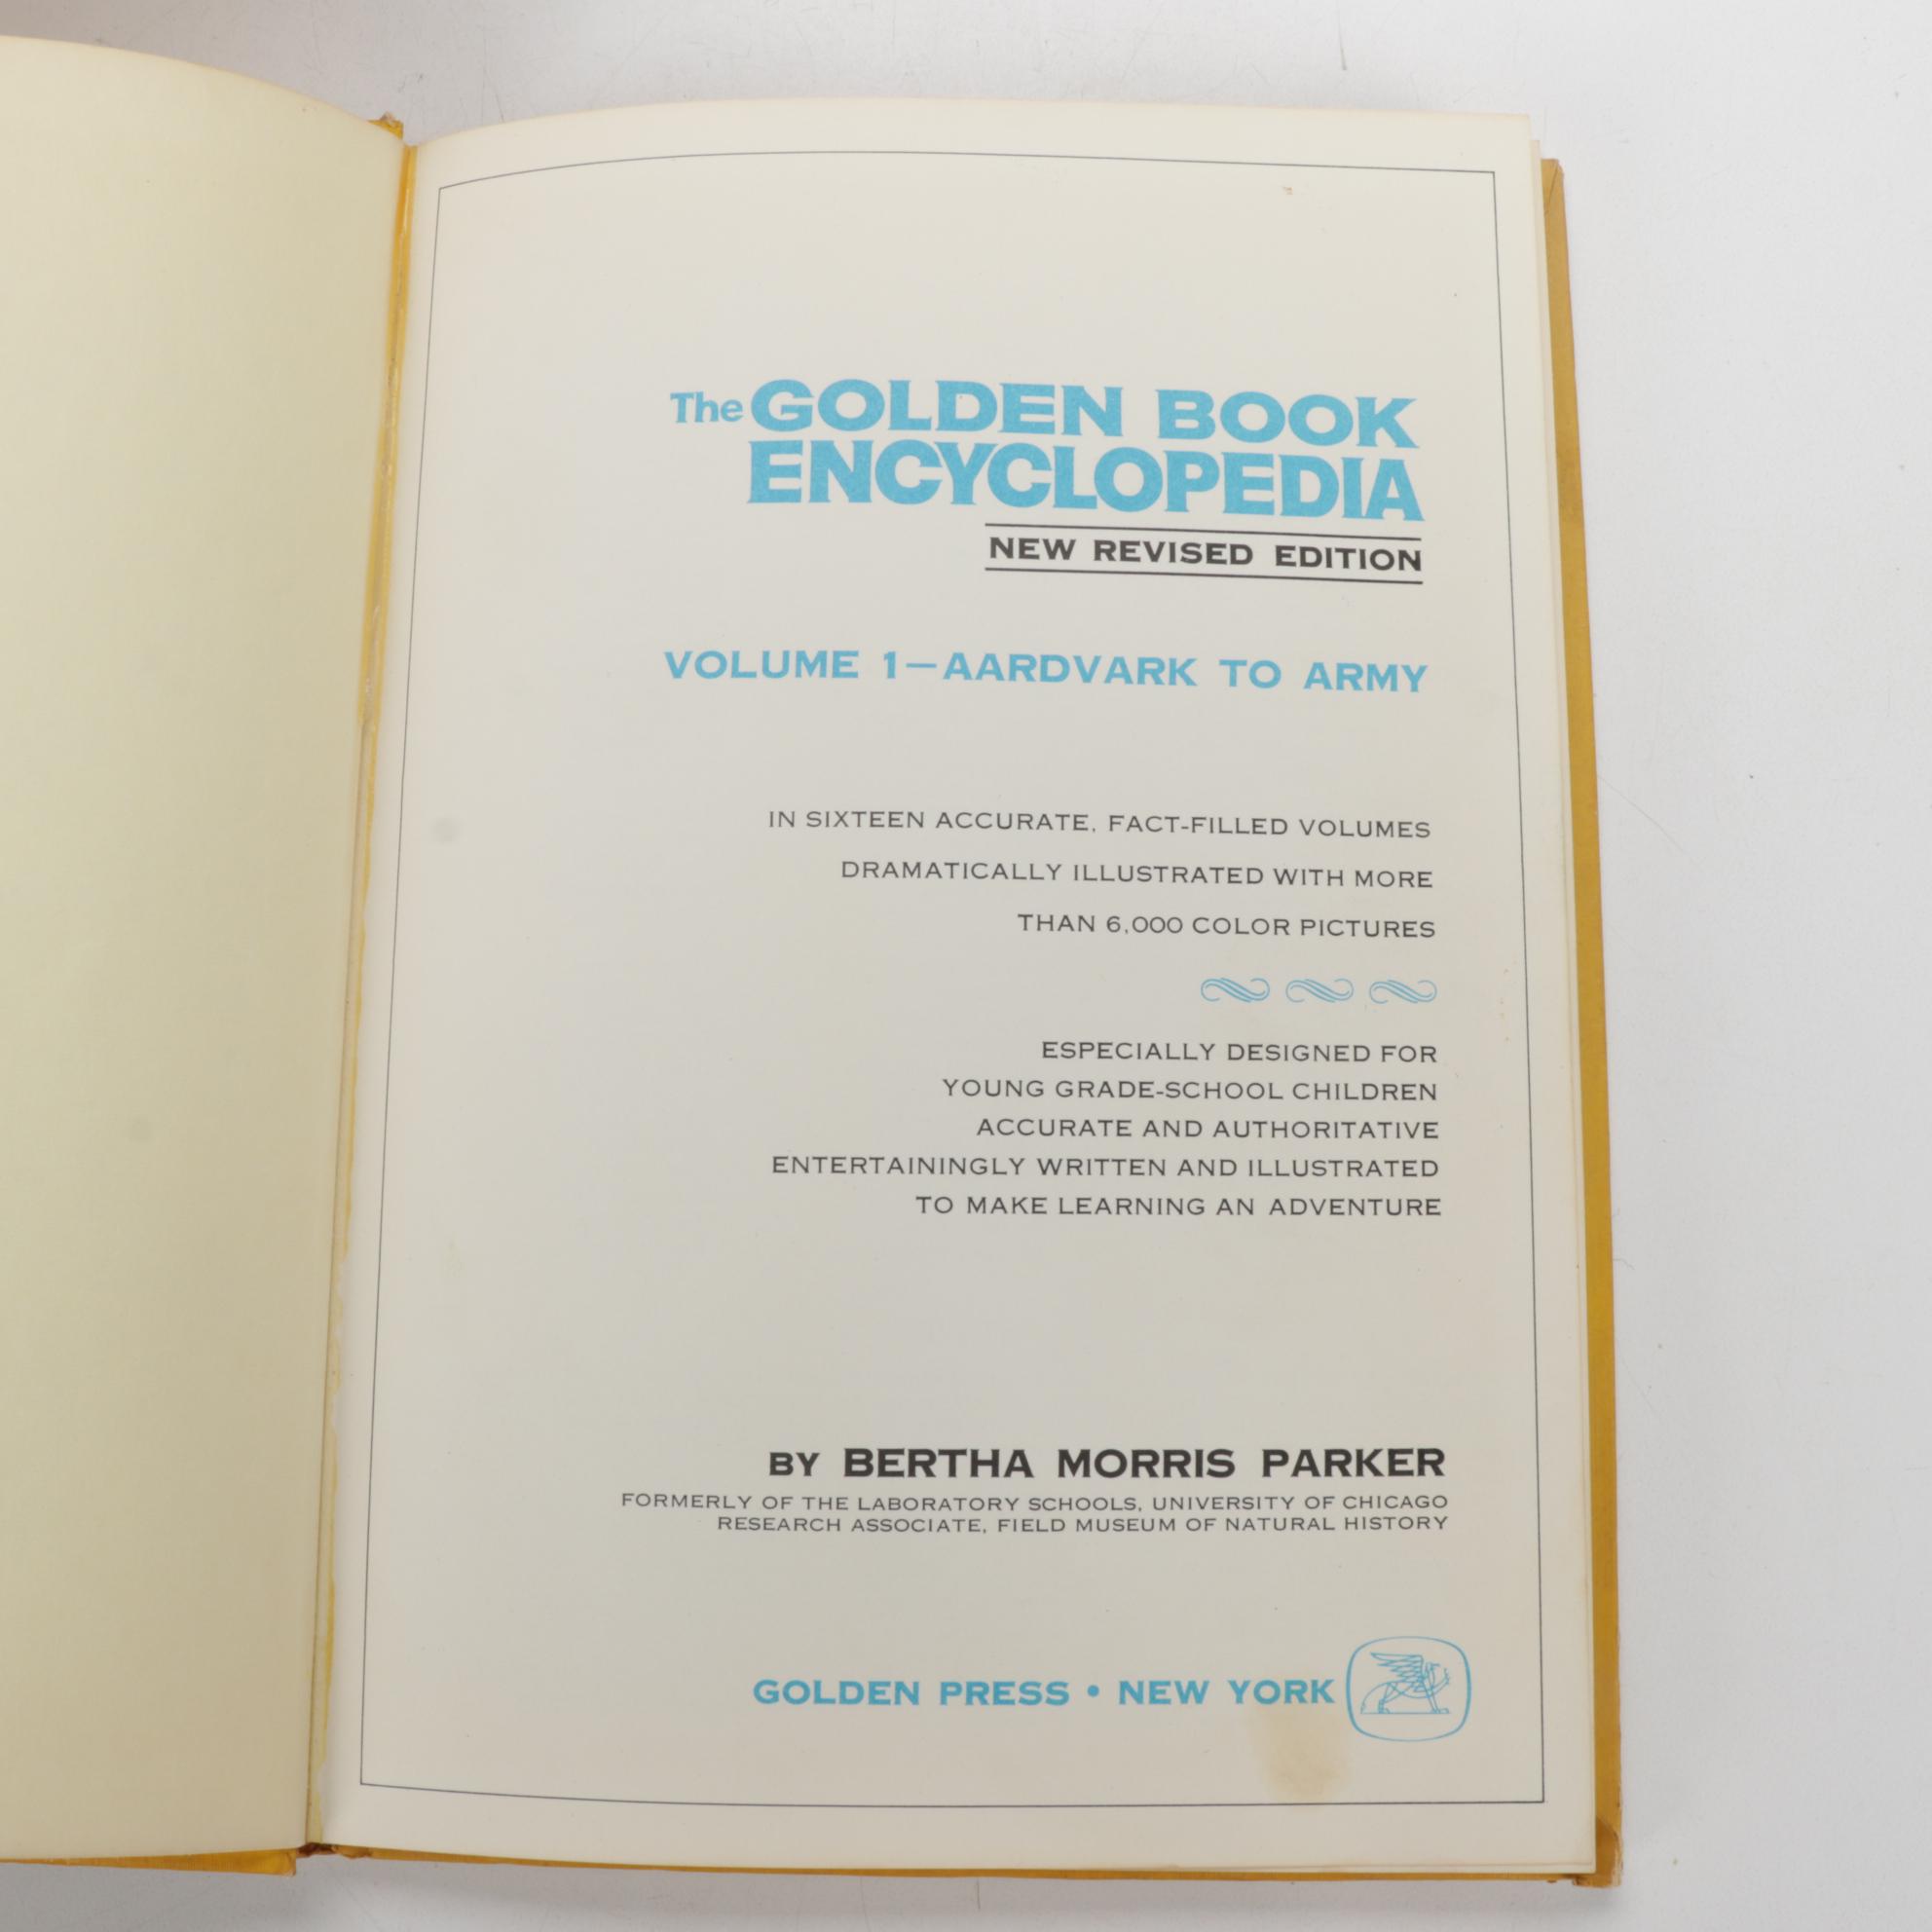 The GOLDEN BOOK
ENCYCLOPEDIA
NEW REVISED EDITION
VOLUME 1—AARDVARK TO ARMY
IN SIXTEEN ACCURATE, FACT-FILLED VOLUMES
DRAMATICALLY ILLUSTRATED WITH MORE
THAN 6,000 COLOR PICTURES
ESPECIALLY DESIGNED FOR
YOUNG GRADE-SCHOOL CHILDREN
ACCURATE AND AUTHORITATIVE
ENTERTAININGLY WRITTEN AND ILLUSTRATED
TO MAKE LEARNING AN ADVENTURE
BY BERTHA MORRIS PARKER
FORMERLY OF THE LABORATORY SCHOOLS, UNIVERSITY OF CHICAGO
RESEARCH ASSOCIATE, FIELD MUSEUM OF NATURAL HISTORY
GOLDEN PRESS • NEW YORK